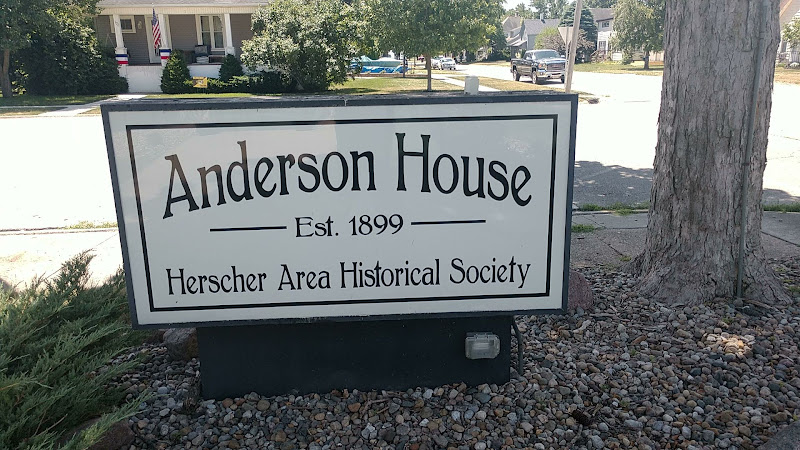 Anderson House
Est. 1899
Herscher Area Historical Society